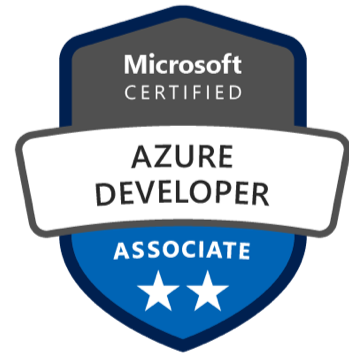 Microsoft
CERTIFIED
AZURE
DEVELOPER
ASSOCIATE